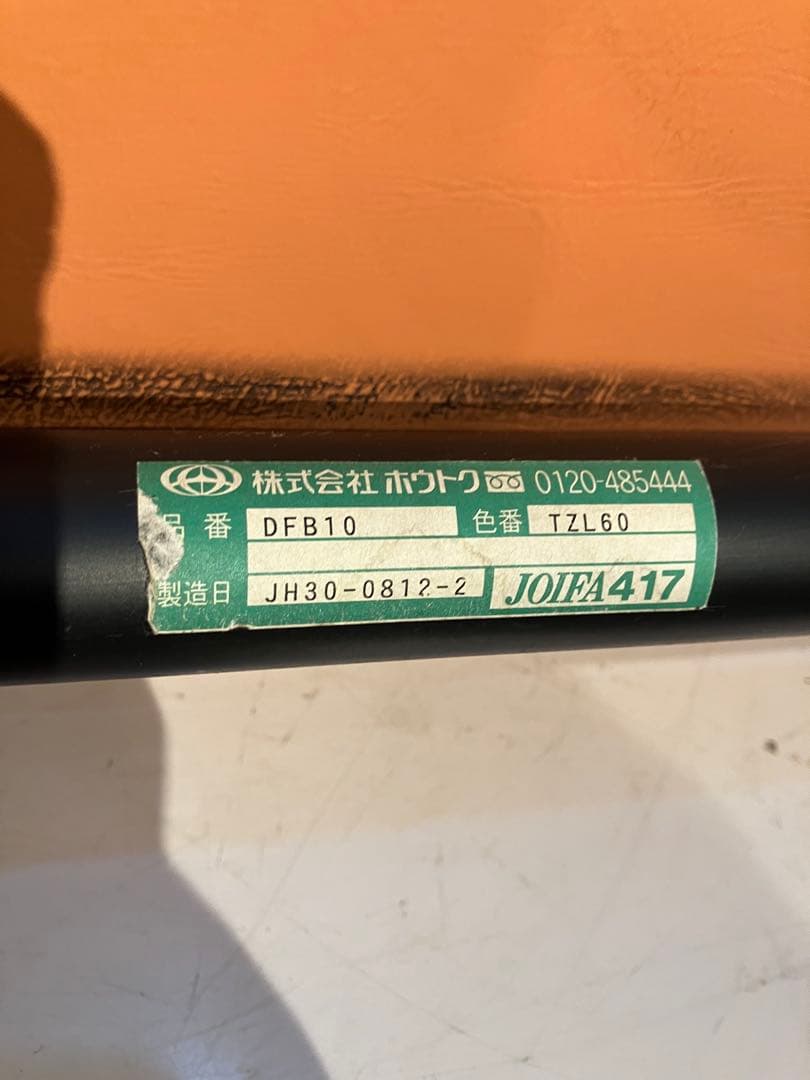 株式会社 ホウトク 0120-485444
品番 DFB10 色番 TZL60
製造日 JH30-0812-2 JOIFA417